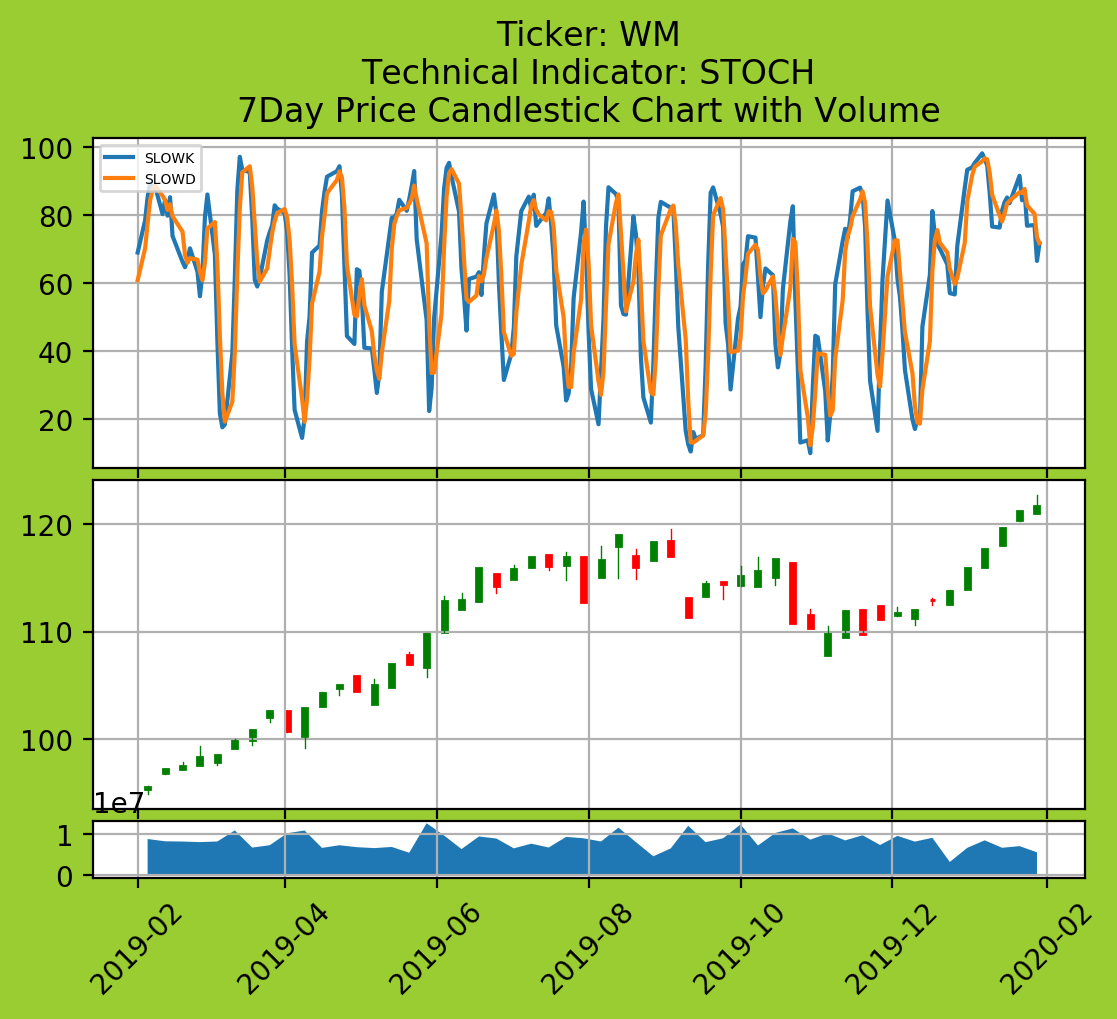 Ticker: WM
Technical Indicator: STOCH
7Day Price Candlestick Chart with Volume
100
80
60
40
20
SLOWK
SLOWD
120
110
100
1e7
1
0
2019-02
2019-04
2019-06
2019-08
2019-10
2019-12
2020-02